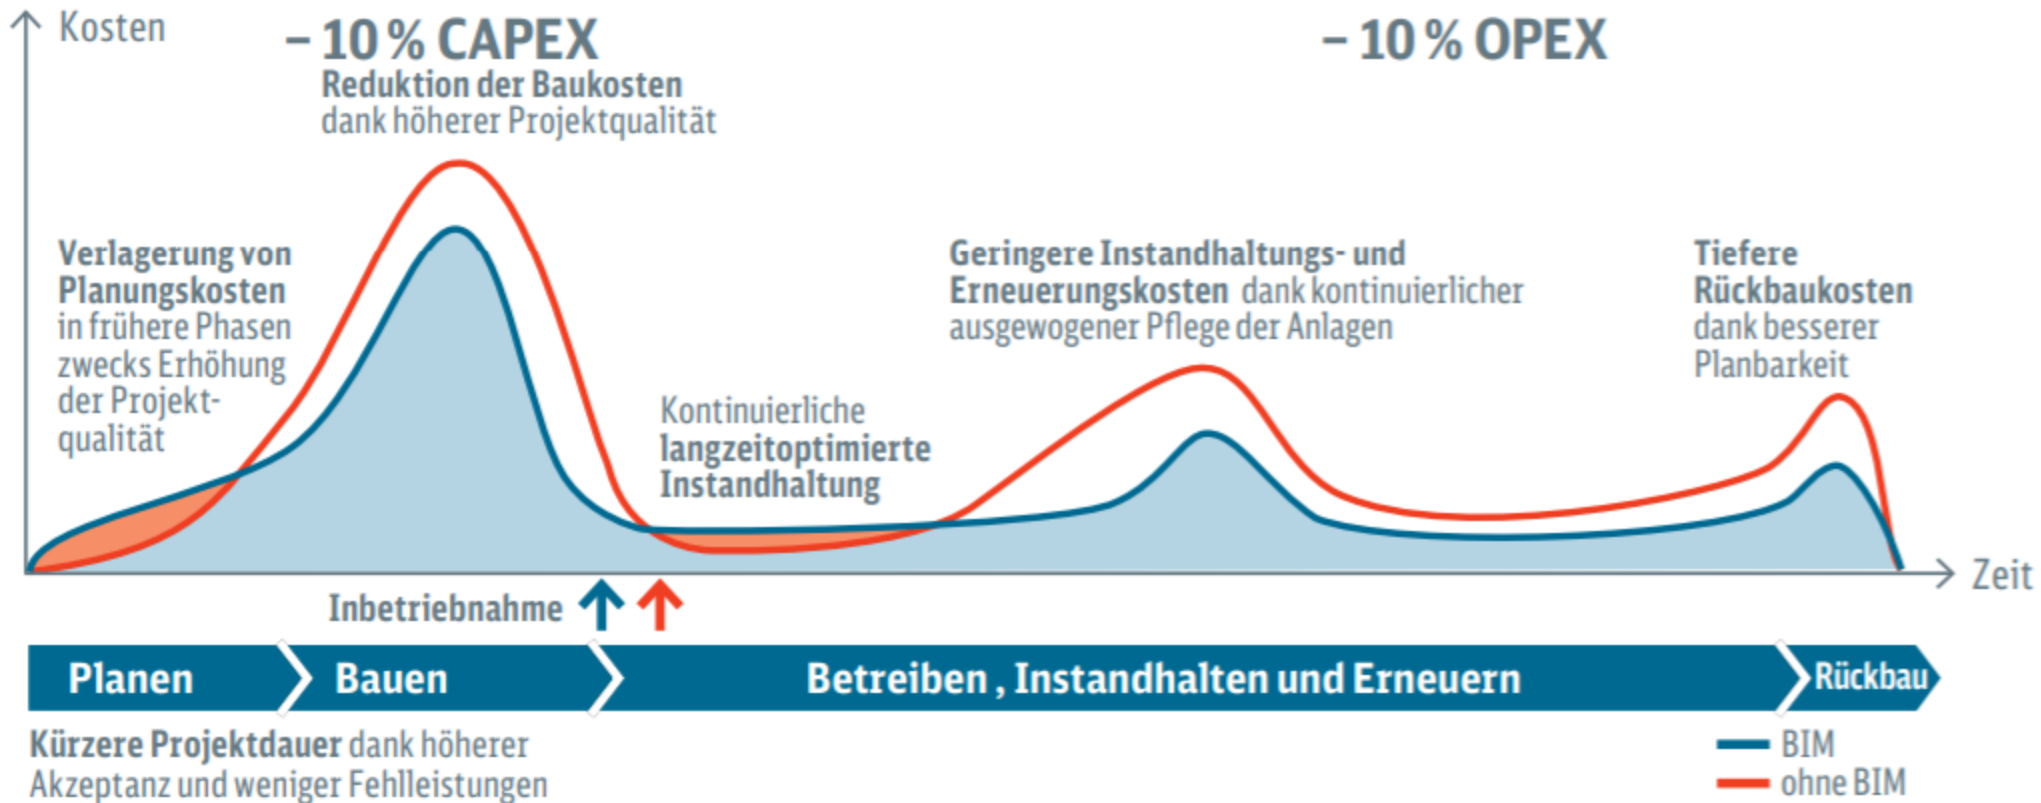 Kosten
– 10 % CAPEX
Reduktion der Baukosten
dank höherer Projektqualität
– 10 % OPEX
Verlagerung von
Planungskosten
in frühere Phasen
zwecks Erhöhung
der Projekt-
qualität
Kontinuierliche
langzeitoptimierte
Instandhaltung
Geringere Instandhaltungs- und
Erneuerungskosten dank kontinuierlicher
ausgewogener Pflege der Anlagen
Tiefere
Rückbaukosten
dank besserer
Planbarkeit
Zeit
Inbetriebnahme
Planen
Bauen
Betreiben , Instandhalten und Erneuern
Rückbau
Kürzere Projektdauer dank höherer
Akzeptanz und weniger Fehlleistungen
BIM
ohne BIM